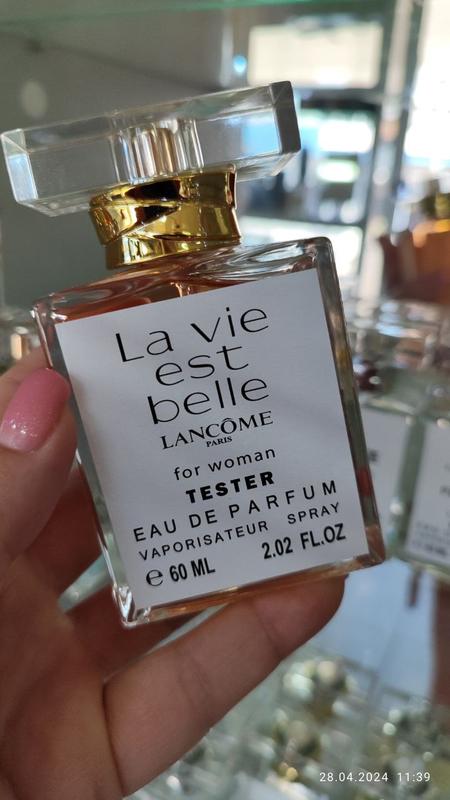 La vie
est
belle
LANCÔME
PARIS
for woman
TESTER
EAU DE PARFUM
VAPORISATEUR SPRAY
℮ 60 ML 2.02 FL.OZ
28.04.2024 11:39